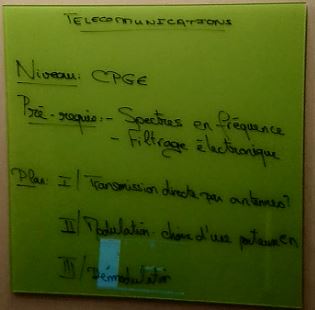 TELECOMMUNICATIONS
Niveau: CPGE
Pré-requis: - Spectres en fréquence
- Filtrage électronique
Plan: I/ Transmission directe par antennes?
II/ Modulation: choix d'une porteuse
III/ Démodulation